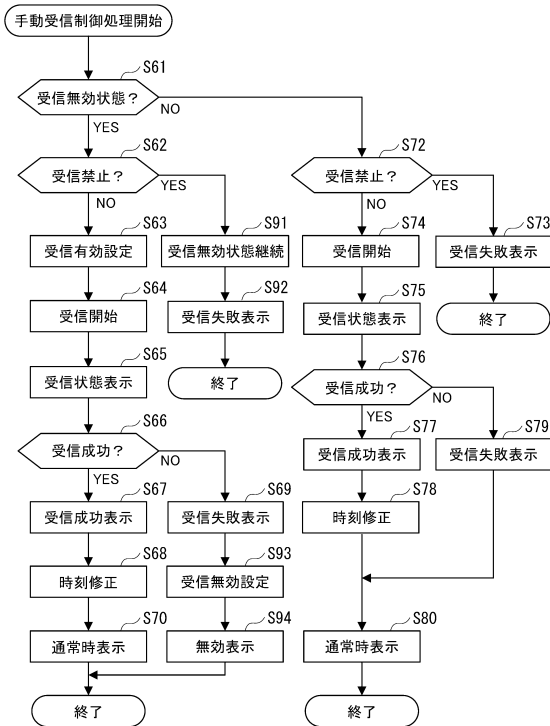 手動受信制御処理開始
S61
受信無効状態？
NO
YES
S62
受信禁止？
YES
NO
S72
受信禁止？
YES
NO
S63
受信有効設定
S91
受信無効状態継続
S74
受信開始
S73
受信失敗表示
S64
受信開始
S92
受信失敗表示
S75
受信状態表示
終了
S65
受信状態表示
終了
S76
受信成功？
NO
YES
S66
受信成功？
NO
YES
S77
受信成功表示
S79
受信失敗表示
S67
受信成功表示
S69
受信失敗表示
S78
時刻修正
S68
時刻修正
S93
受信無効設定
S70
通常時表示
S94
無効表示
S80
通常時表示
終了
終了